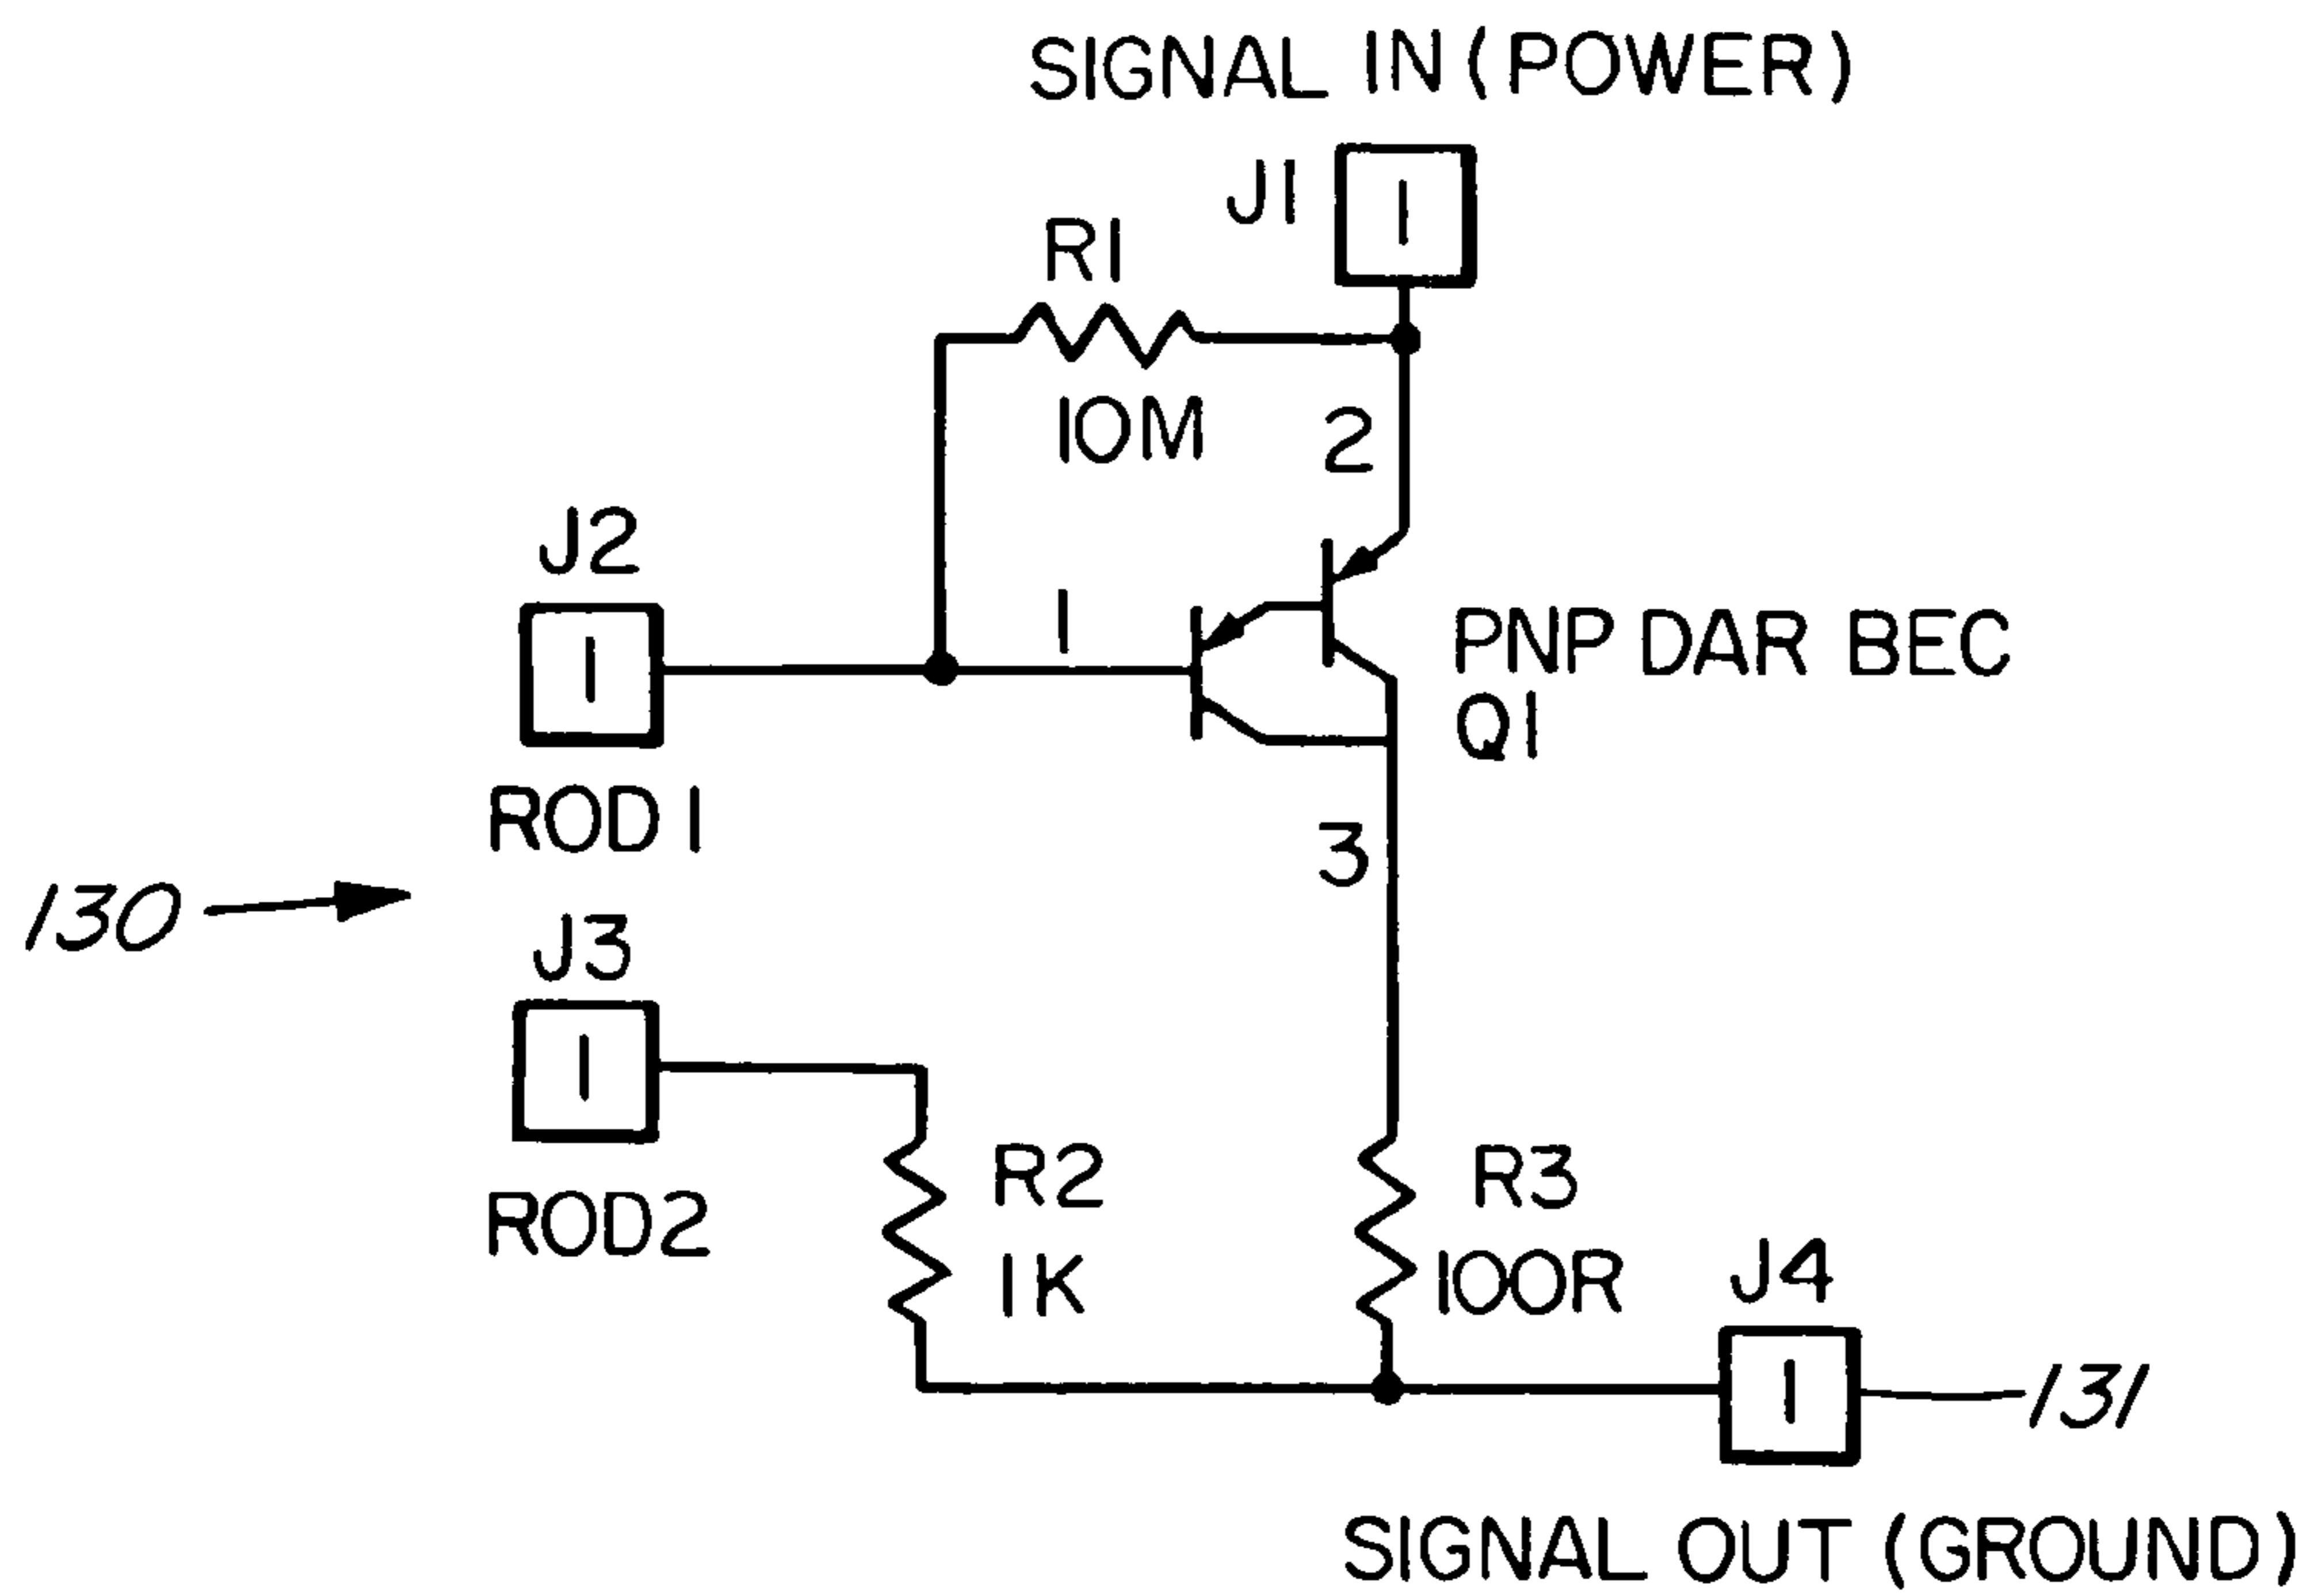 SIGNAL IN (POWER)
J1
1
R1
10M
2
J2
1
1
PNP DAR BEC
Q1
ROD 1
3
130
J3
1
ROD2
R2
1K
R3
100R
J4
1
131
SIGNAL OUT (GROUND)